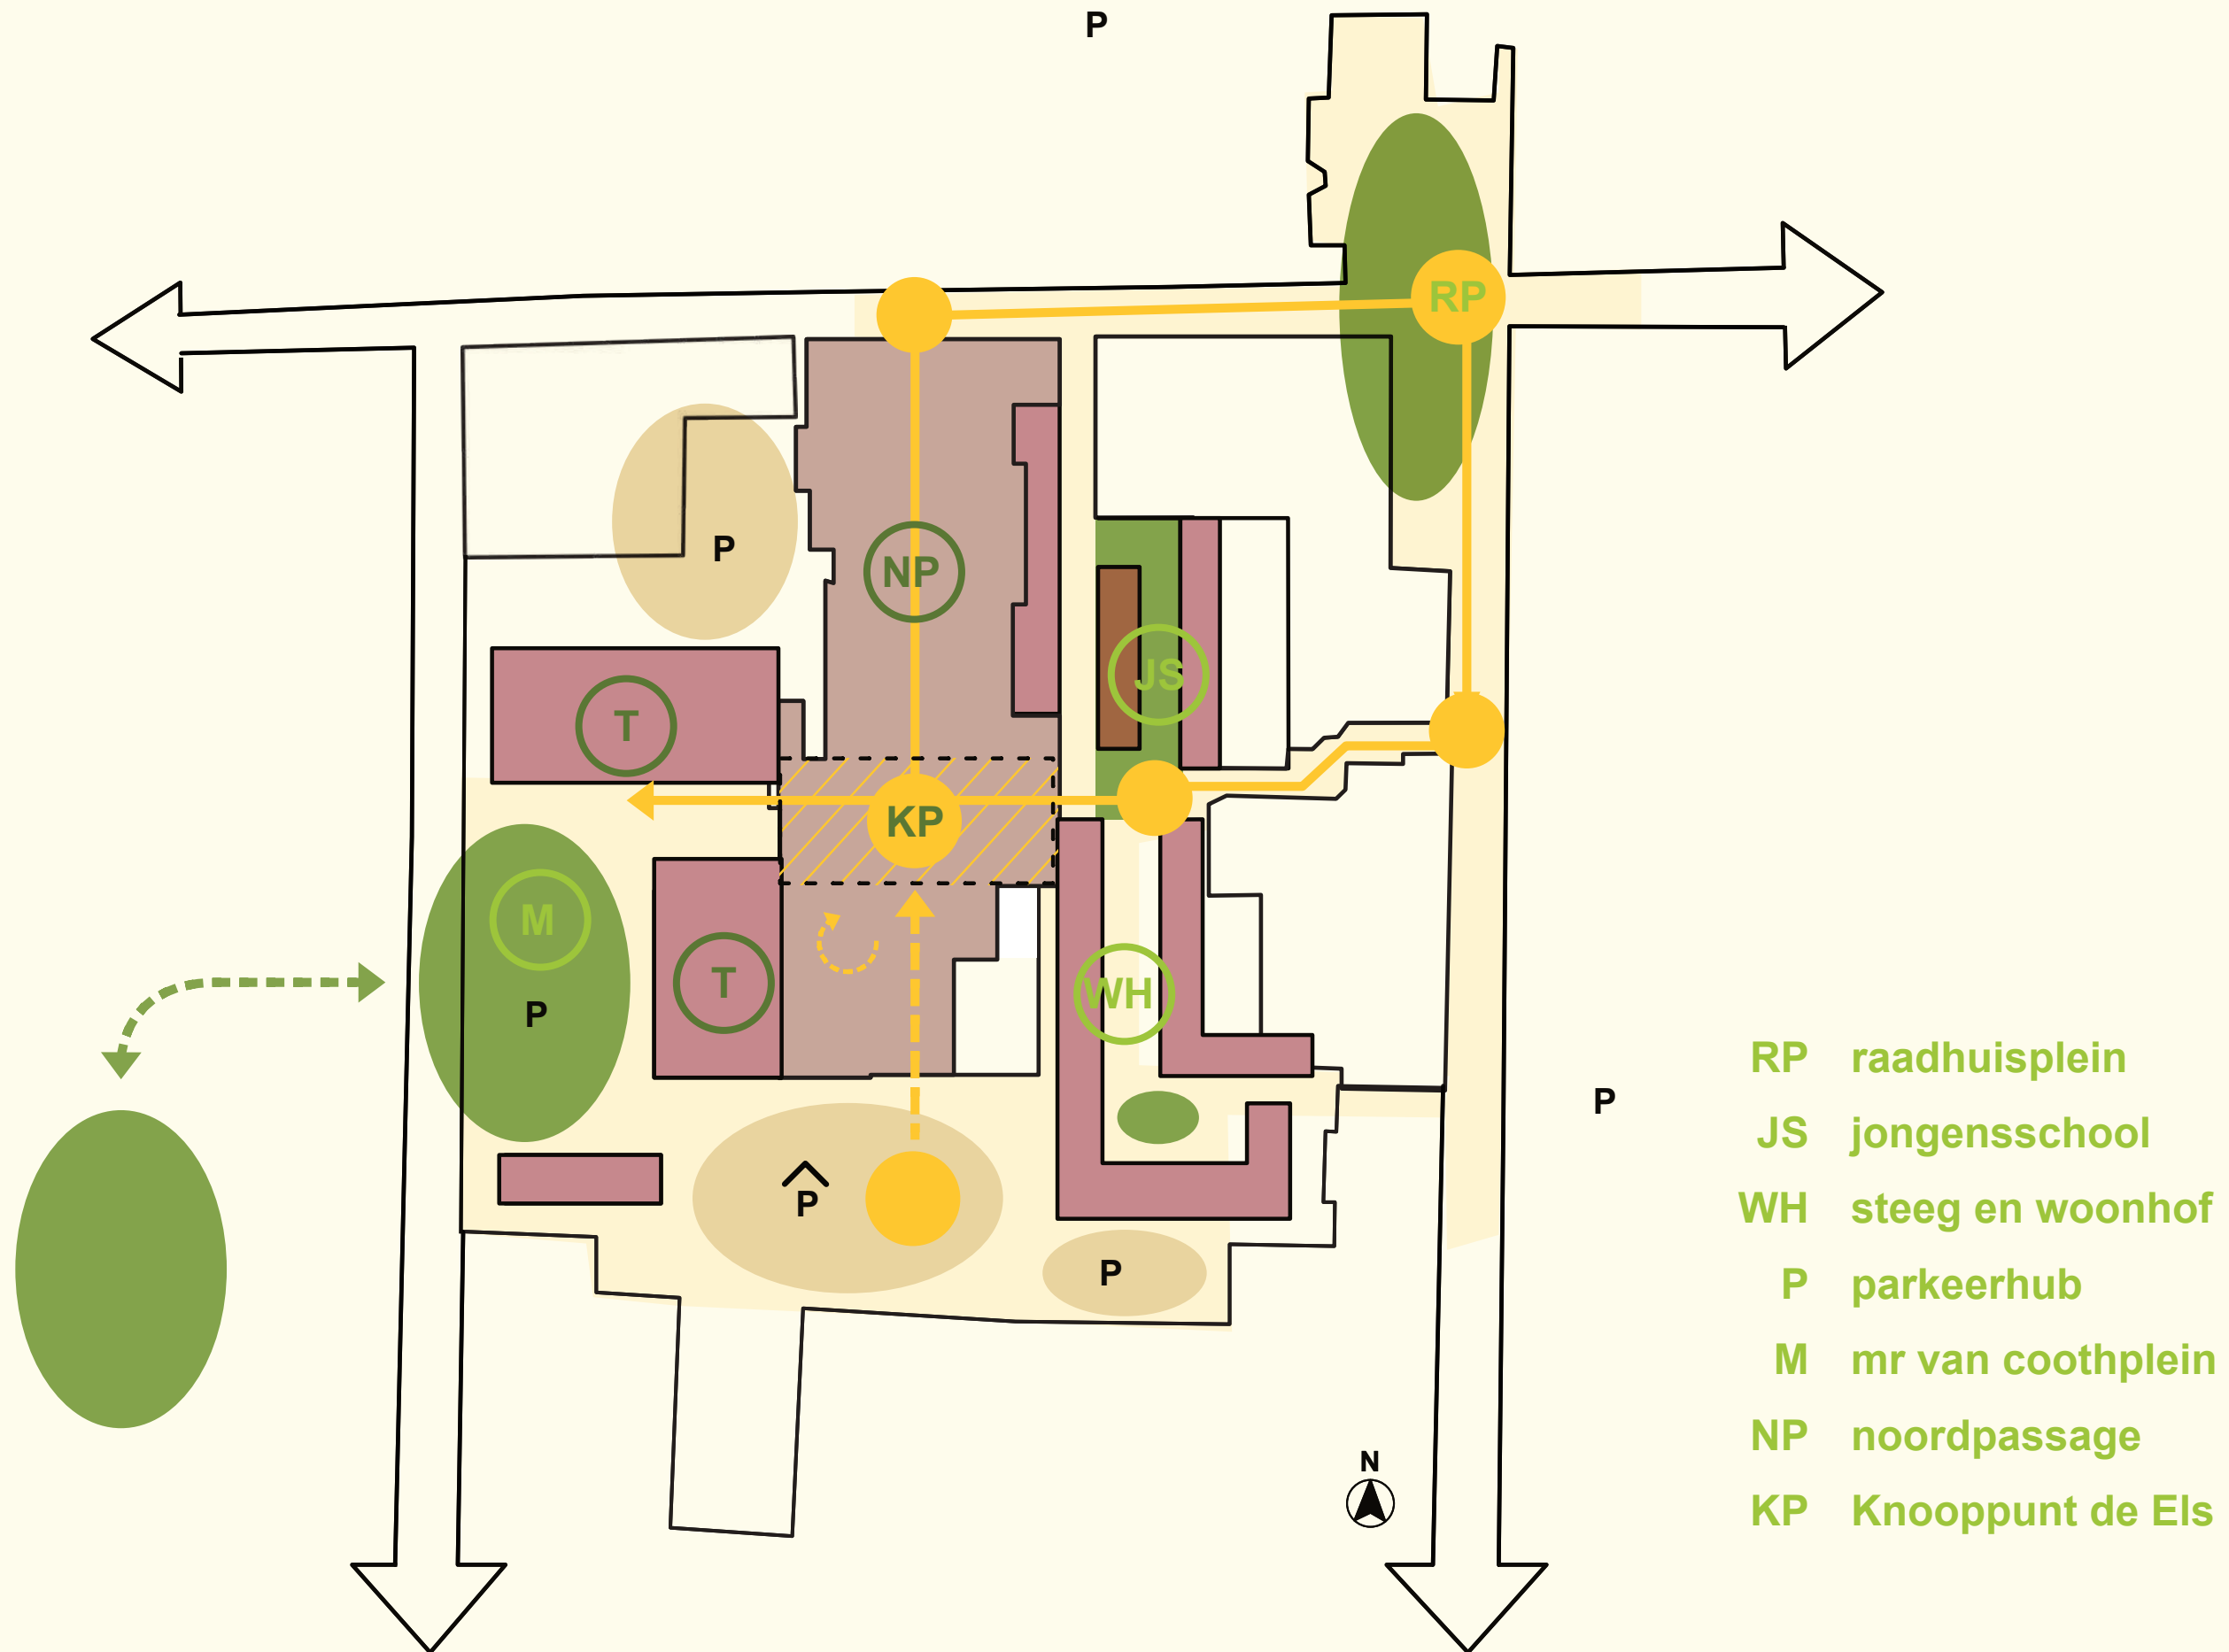 P
RP
P
NP
JS
T
KP
M
T
WH
P
P
P
P
N
RP raadhuisplein
JS jongensschool
WH steeg en woonhof
P parkeerhub
M mr van coothplein
NP noordpassage
KP Knooppunt de Els